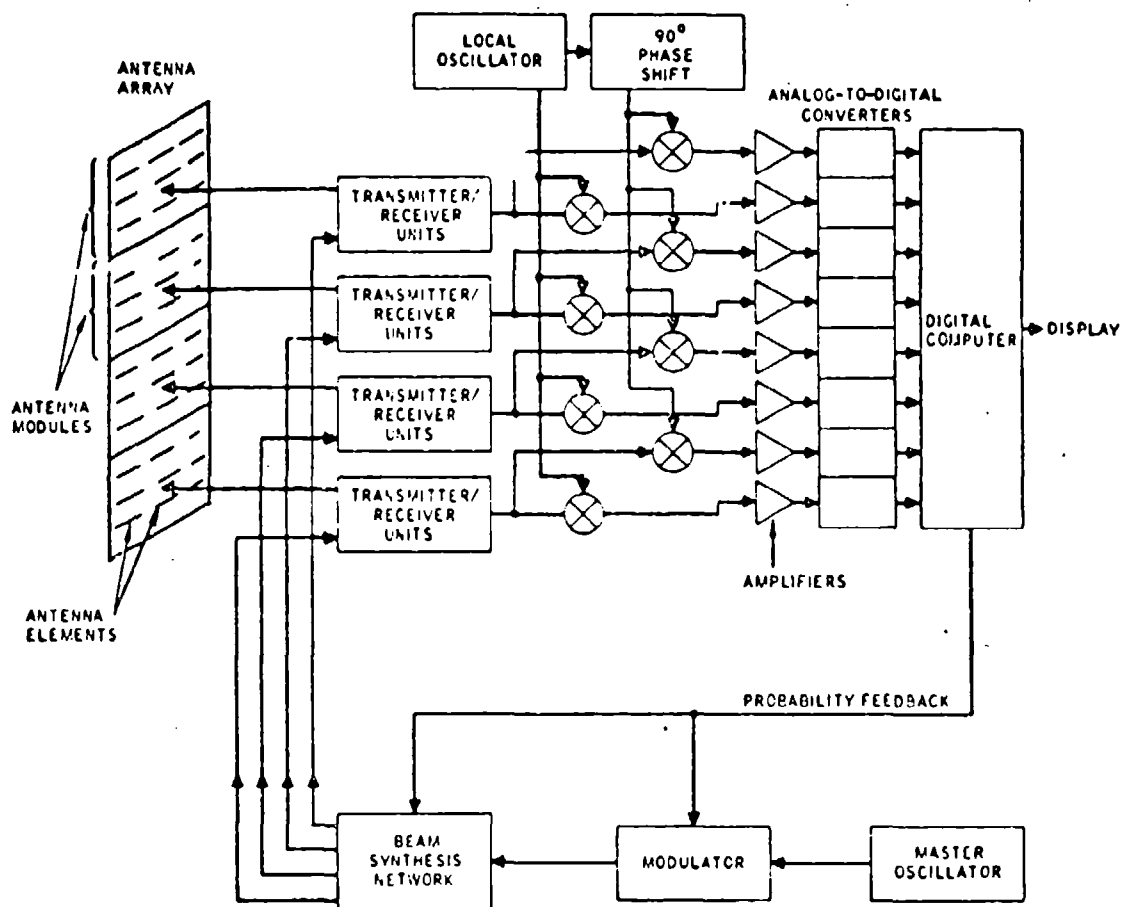 LOCAL
OSCILLATOR
90°
PHASE
SHIFT
ANTENNA
ARRAY
ANALOG-TO-DIGITAL
CONVERTERS
TRANSMITTER/
RECEIVER
UNITS
TRANSMITTER/
RECEIVER
UNITS
TRANSMITTER/
RECEIVER
UNITS
TRANSMITTER/
RECEIVER
UNITS
DIGITAL
COMPUTER
DISPLAY
ANTENNA
MODULES
AMPLIFIERS
ANTENNA
ELEMENTS
PROBABILITY FEEDBACK
BEAM
SYNTHESIS
NETWORK
MODULATOR
MASTER
OSCILLATOR